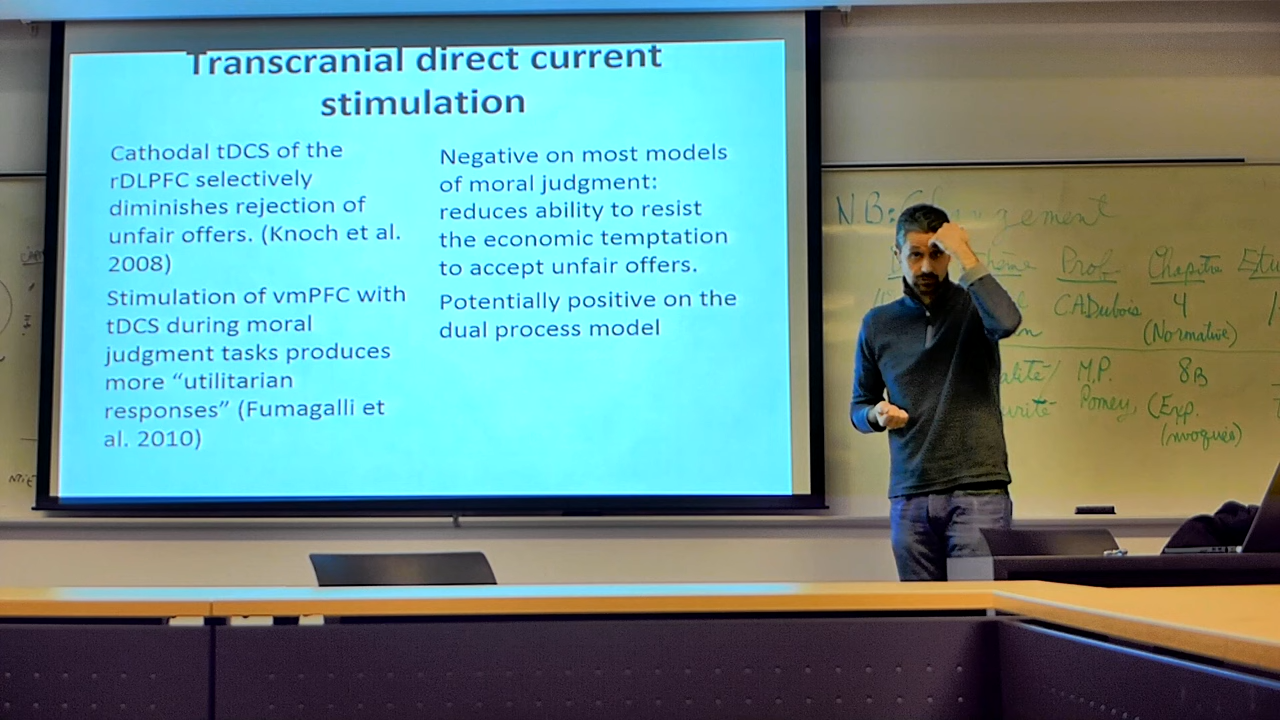 Transcranial direct current
stimulation
Cathodal tDCS of the
rDLPFC selectively
diminishes rejection of
unfair offers. (Knoch et al.
2008)
Stimulation of vmPFC with
tDCS during moral
judgment tasks produces
more “utilitarian
responses” (Fumagalli et
al. 2010)
Negative on most models
of moral judgment:
reduces ability to resist
the economic temptation
to accept unfair offers.
Potentially positive on the
dual process model
NB:
Prof Chapitre
CADubois 4
(Normative)
M.P. 8B
Pomey, (Exp.
invoqués)